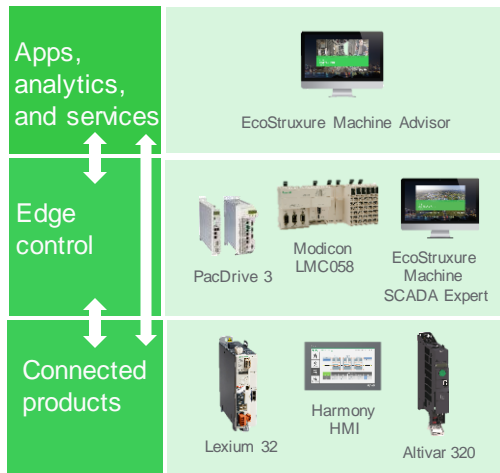 Apps,
analytics,
and services
EcoStruxure Machine Advisor
Edge
control
PacDrive 3
Modicon
LMC058
EcoStruxure
Machine
SCADA Expert
Connected
products
Lexium 32
Harmony
HMI
Altivar 320